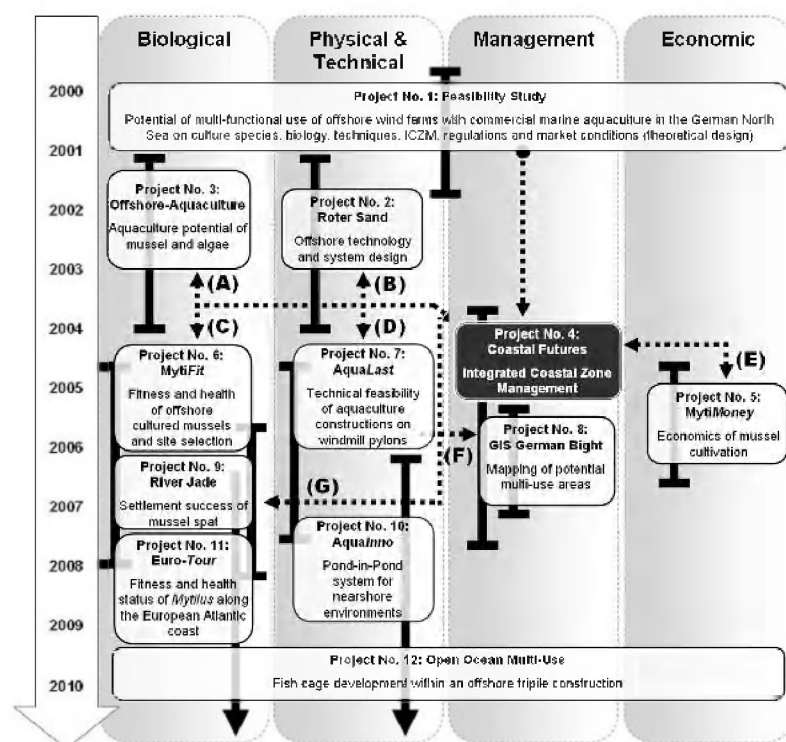 Biological
Physical &
Technical
Management
Economic
2000
Project No. 1: Feasibility Study
Potential of multi-functional use of offshore wind farms with commercial marine aquaculture in the German North
Sea on culture species, biology, techniques, ICZM, regulations and market conditions (theoretical design)
2001
Project No. 3:
Offshore-Aquaculture
Aquaculture potential of
mussel and algae
Project No. 2:
Roter Sand
Offshore technology
and system design
2002
2003
(A)
(B)
(C)
(D)
2004
Project No. 4:
Coastal Futures
Integrated Coastal Zone
Management
(E)
Project No. 6:
MytiFit
Fitness and health
of offshore
cultured mussels
and site selection
Project No. 7:
AquaLast
Technical feasibility
of aquaculture
constructions on
windmill pylons
2005
Project No. 5:
MytiMoney
Economics of mussel
cultivation
2006
(F)
Project No. 8:
GIS German Bight
Mapping of potential
multi-use areas
Project No. 9:
River Jade
Settlement success of
mussel spat
(G)
2007
Project No. 10:
AquaInno
Pond-in-Pond
system for
nearshore
environments
Project No. 11:
Euro-Tour
Fitness and health
status of Mytilus along
the European Atlantic
coast
2008
2009
Project No. 12: Open Ocean Multi-Use
Fish cage development within an offshore tripile construction
2010